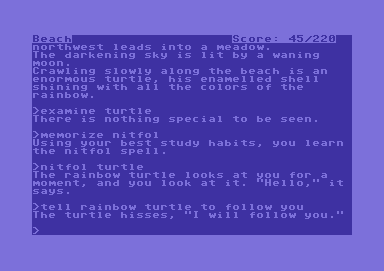 Beach Score: 45/220
northwest leads into a meadow.
The darkening sky is lit by a waning
moon.
Crawling slowly along the beach is an
enormous turtle, his enamelled shell
shining with all the colors of the
rainbow.
>examine turtle
There is nothing special to be seen.
>memorize nitfol
Using your best study habits, you learn
the nitfol spell.
>nitfol turtle
The rainbow turtle looks at you for a
moment, and you look at it. "Hello," it
says.
>tell rainbow turtle to follow you
The turtle hisses, "I will follow you."
>